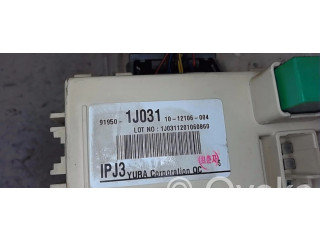 91950- 1J031 10-12106-004
LOT NO : 1J0311201060860
IPJ3 YURA Corporation QC